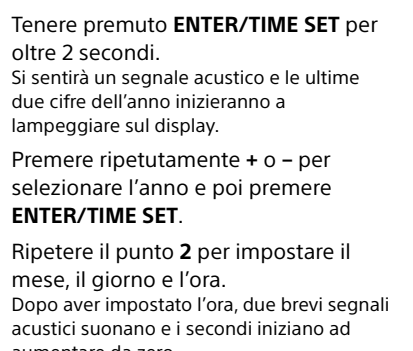 Tenere premuto ENTER/TIME SET per
oltre 2 secondi.
Si sentirà un segnale acustico e le ultime
due cifre dell'anno inizieranno a
lampeggiare sul display.
Premere ripetutamente + o – per
selezionare l'anno e poi premere
ENTER/TIME SET.
Ripetere il punto 2 per impostare il
mese, il giorno e l'ora.
Dopo aver impostato l'ora, due brevi segnali
acustici suonano e i secondi iniziano ad
aumentare da zero